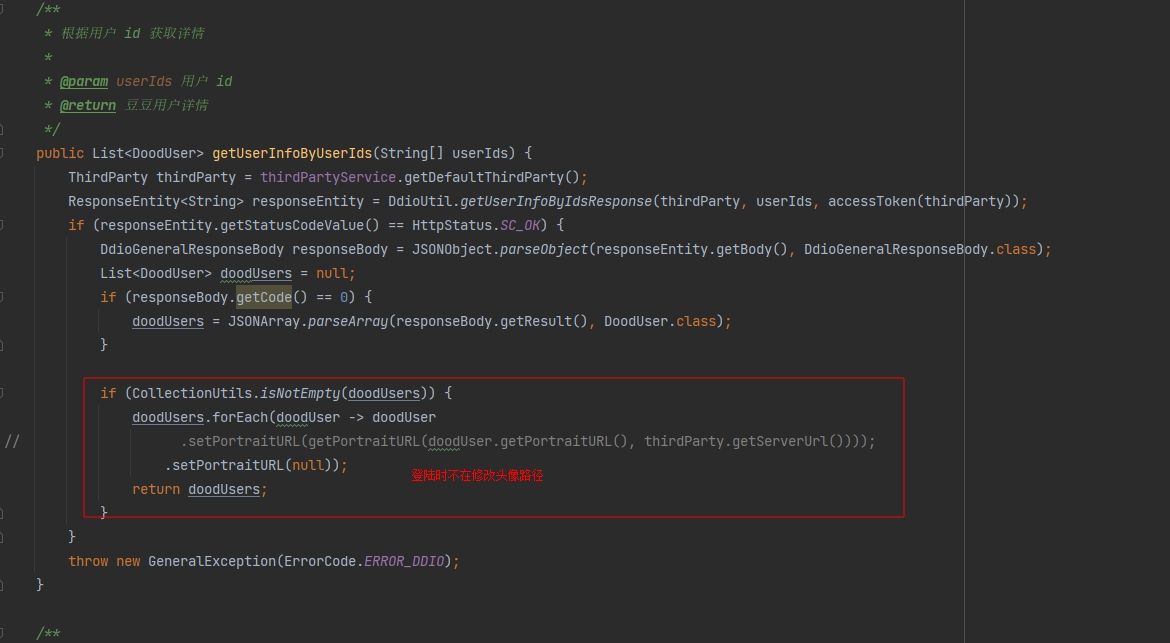 /**
* 根据用户 id 获取详情
*
* @param userIds 用户 id
* @return 豆豆用户详情
*/
public List<DoodUser> getUserInfoByUserIds(String[] userIds) {
ThirdParty thirdParty = thirdPartyService.getDefaultThirdParty();
ResponseEntity<String> responseEntity = DdioUtil.getUserInfoByIdsResponse(thirdParty, userIds, accessToken(thirdParty));
if (responseEntity.getStatusCodeValue() == HttpStatus.SC_OK) {
DdioGeneralResponseBody responseBody = JSONObject.parseObject(responseEntity.getBody(), DdioGeneralResponseBody.class);
List<DoodUser> doodUsers = null;
if (responseBody.getCode() == 0) {
doodUsers = JSONArray.parseArray(responseBody.getResult(), DoodUser.class);
}
if (CollectionUtils.isNotEmpty(doodUsers)) {
doodUsers.forEach(doodUser -> doodUser
// .setPortraitURL(getPortraitURL(doodUser.getPortraitURL(), thirdParty.getServerUrl())));
.setPortraitURL(null));
登陆时不在修改头像路径
return doodUsers;
}
}
throw new GeneralException(ErrorCode.ERROR_DDIO);
}
/**